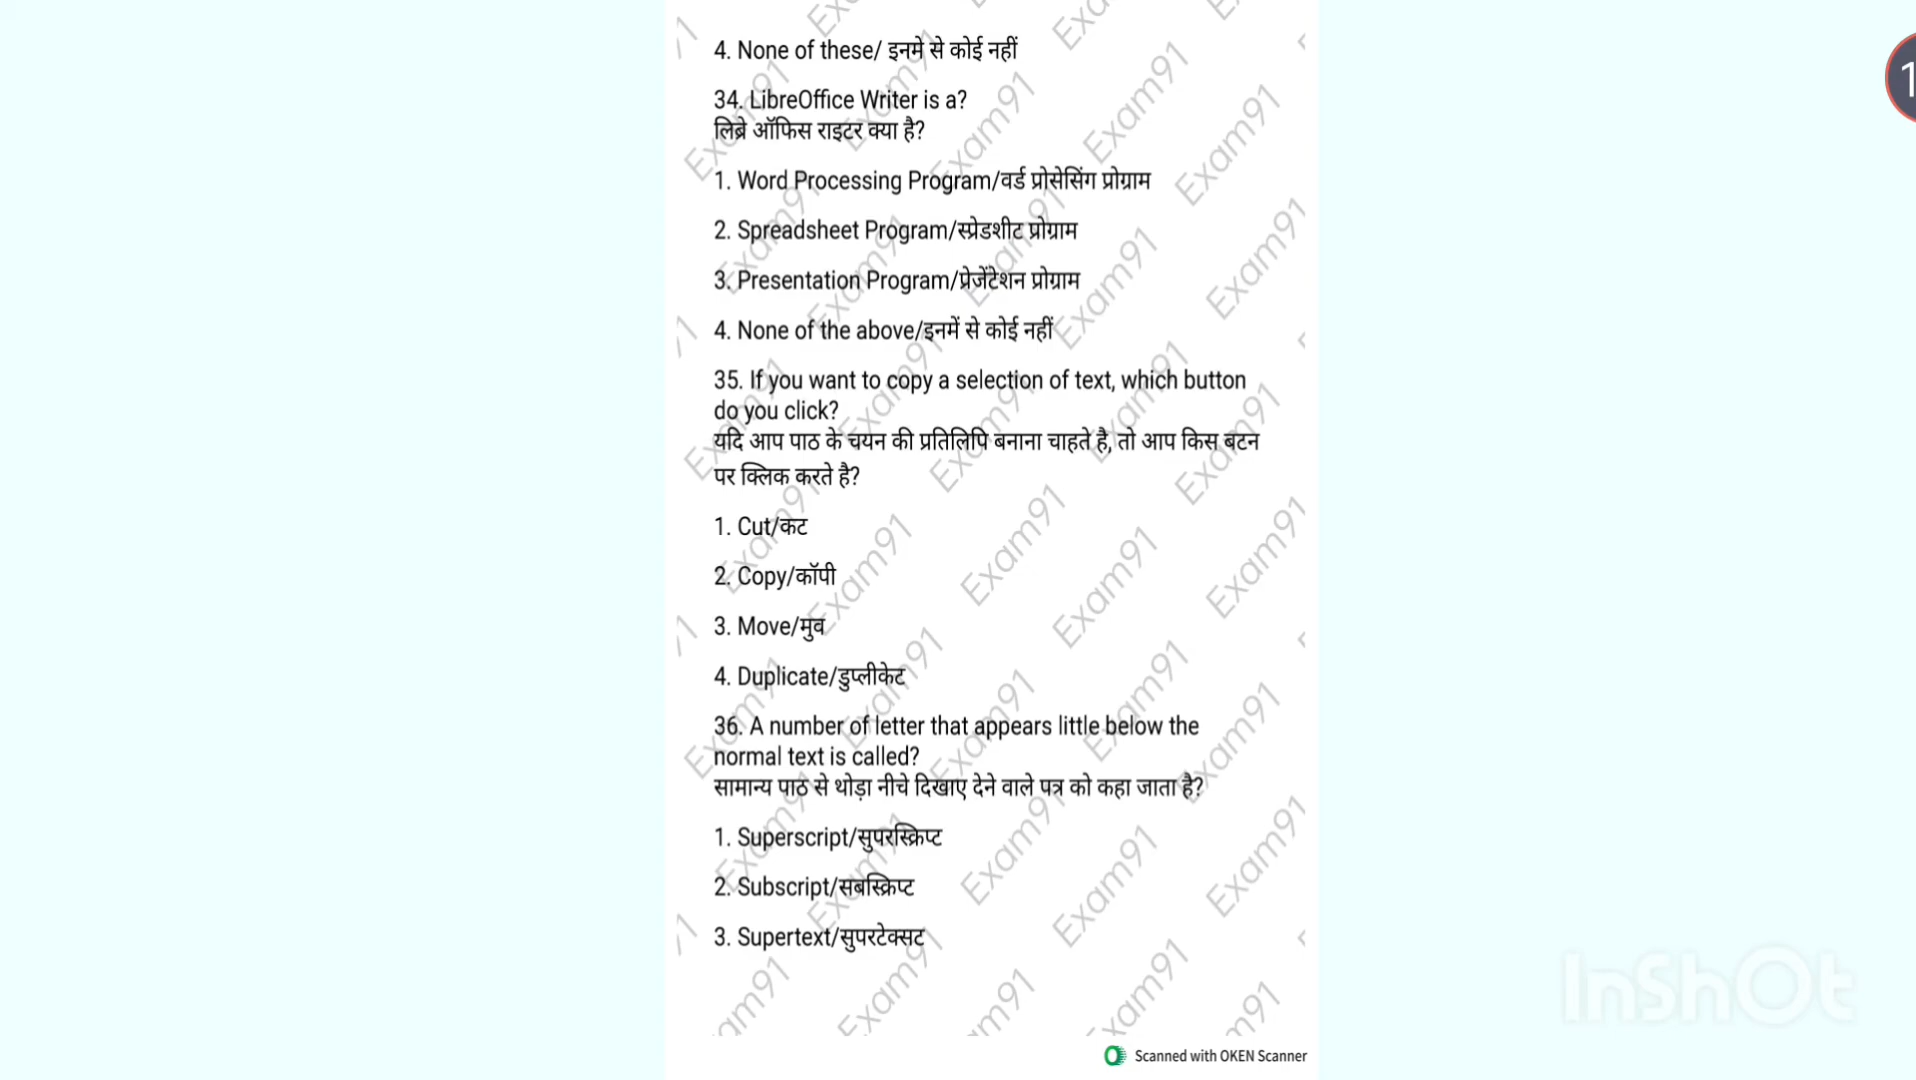 4. None of these/ इनमे से कोई नहीं
34. LibreOffice Writer is a?
लिब्रे ऑफिस राइटर क्या है?
1. Word Processing Program/वर्ड प्रोसेसिंग प्रोग्राम
2. Spreadsheet Program/स्प्रेडशीट प्रोग्राम
3. Presentation Program/प्रेजेंटेशन प्रोग्राम
4. None of the above/इनमें से कोई नहीं
35. If you want to copy a selection of text, which button
do you click?
यदि आप पाठ के चयन की प्रतिलिपि बनाना चाहते है, तो आप किस बटन
पर क्लिक करते है?
1. Cut/कट
2. Copy/कॉपी
3. Move/मुव
4. Duplicate/डुप्लीकेट
36. A number of letter that appears little below the
normal text is called?
सामान्य पाठ से थोड़ा नीचे दिखाए देने वाले पत्र को कहा जाता है?
1. Superscript/सुपरस्क्रिप्ट
2. Subscript/सबस्क्रिप्ट
3. Supertext/सुपरटेक्सट
Scanned with OKEN Scanner
InShOt
Exam91
1